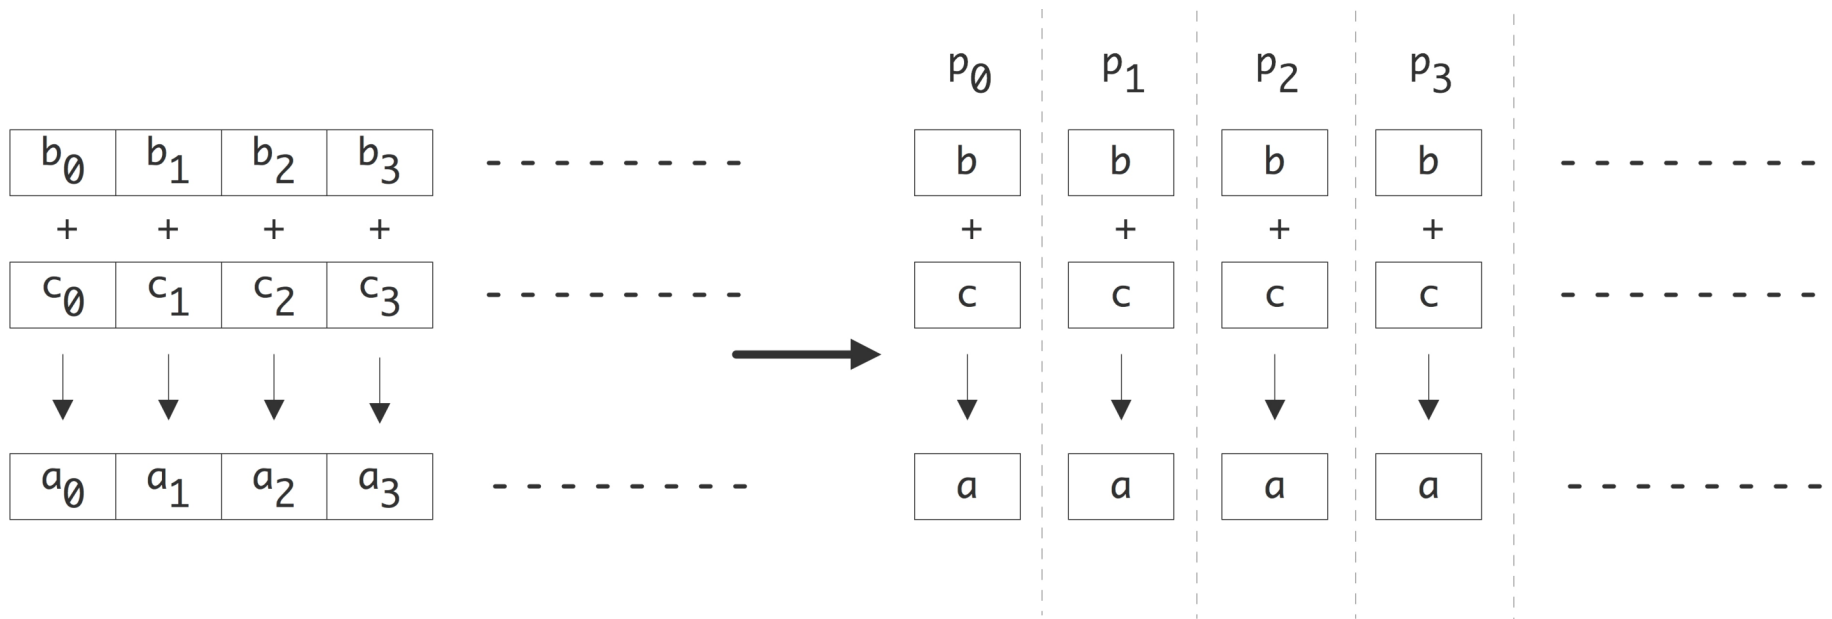 p0 p1 p2 p3
b0 b1 b2 b3 b b b b
+ + + + + + + +
c0 c1 c2 c3 c c c c
a0 a1 a2 a3 a a a a